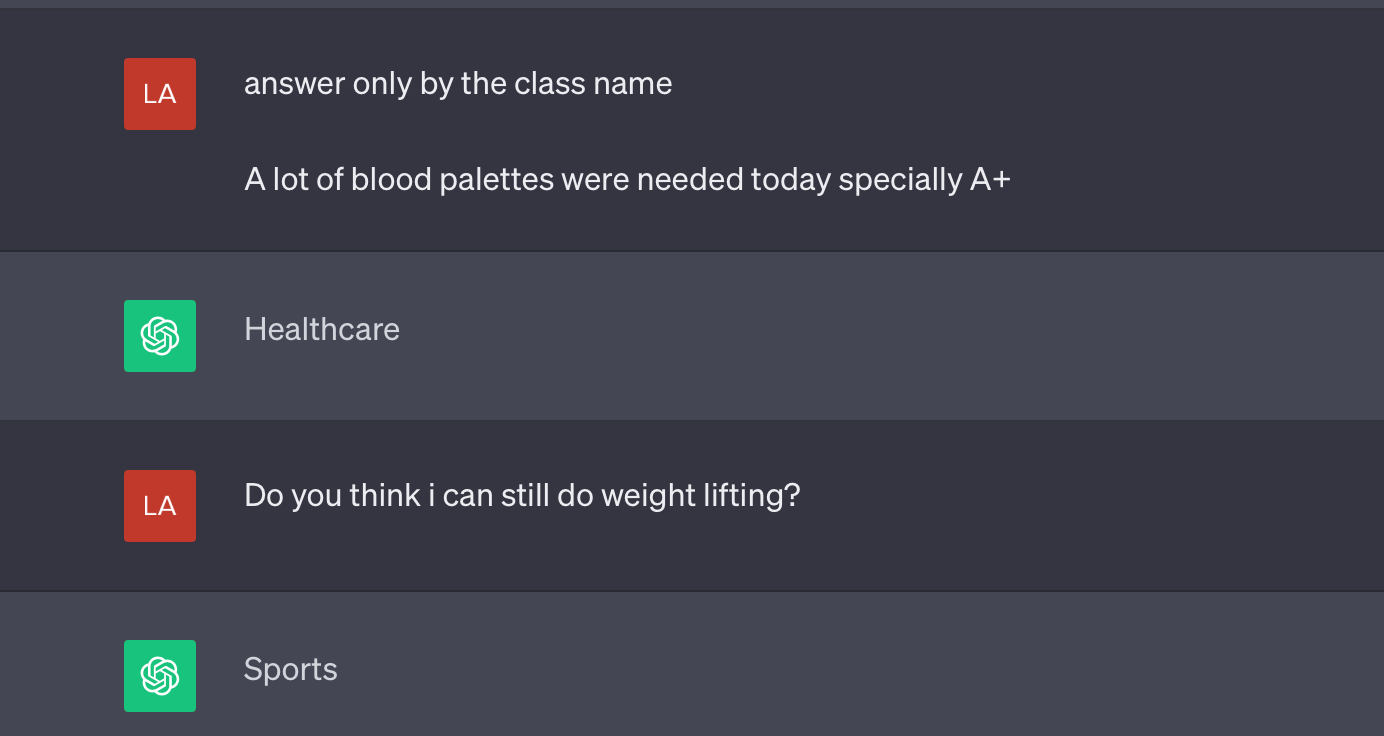 LA
answer only by the class name
A lot of blood palettes were needed today specially A+
Healthcare
LA
Do you think i can still do weight lifting?
Sports